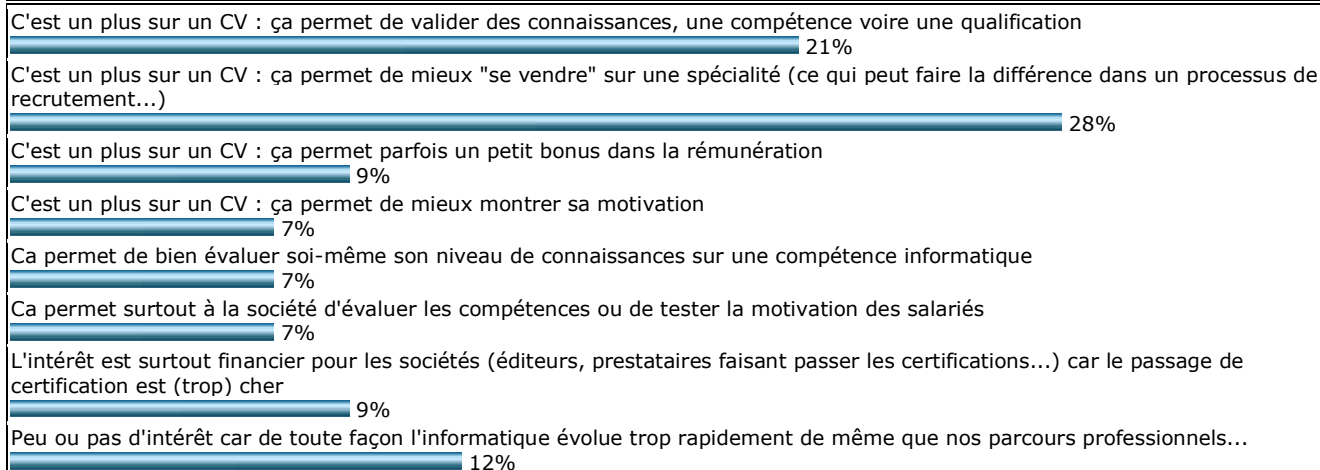 C'est un plus sur un CV : ça permet de valider des connaissances, une compétence voire une qualification
21%
C'est un plus sur un CV : ça permet de mieux "se vendre" sur une spécialité (ce qui peut faire la différence dans un processus de
recrutement...)
28%
C'est un plus sur un CV : ça permet parfois un petit bonus dans la rémunération
9%
C'est un plus sur un CV : ça permet de mieux montrer sa motivation
7%
Ca permet de bien évaluer soi-même son niveau de connaissances sur une compétence informatique
7%
Ca permet surtout à la société d'évaluer les compétences ou de tester la motivation des salariés
7%
L'intérêt est surtout financier pour les sociétés (éditeurs, prestataires faisant passer les certifications...) car le passage de
certification est (trop) cher
9%
Peu ou pas d'intérêt car de toute façon l'informatique évolue trop rapidement de même que nos parcours professionnels...
12%